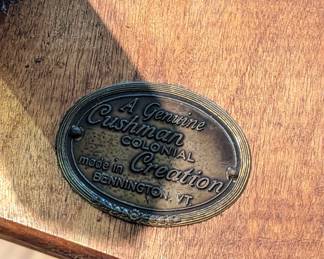 A Genuine
Cushman
COLONIAL
Creation
made in
BENNINGTON, VT